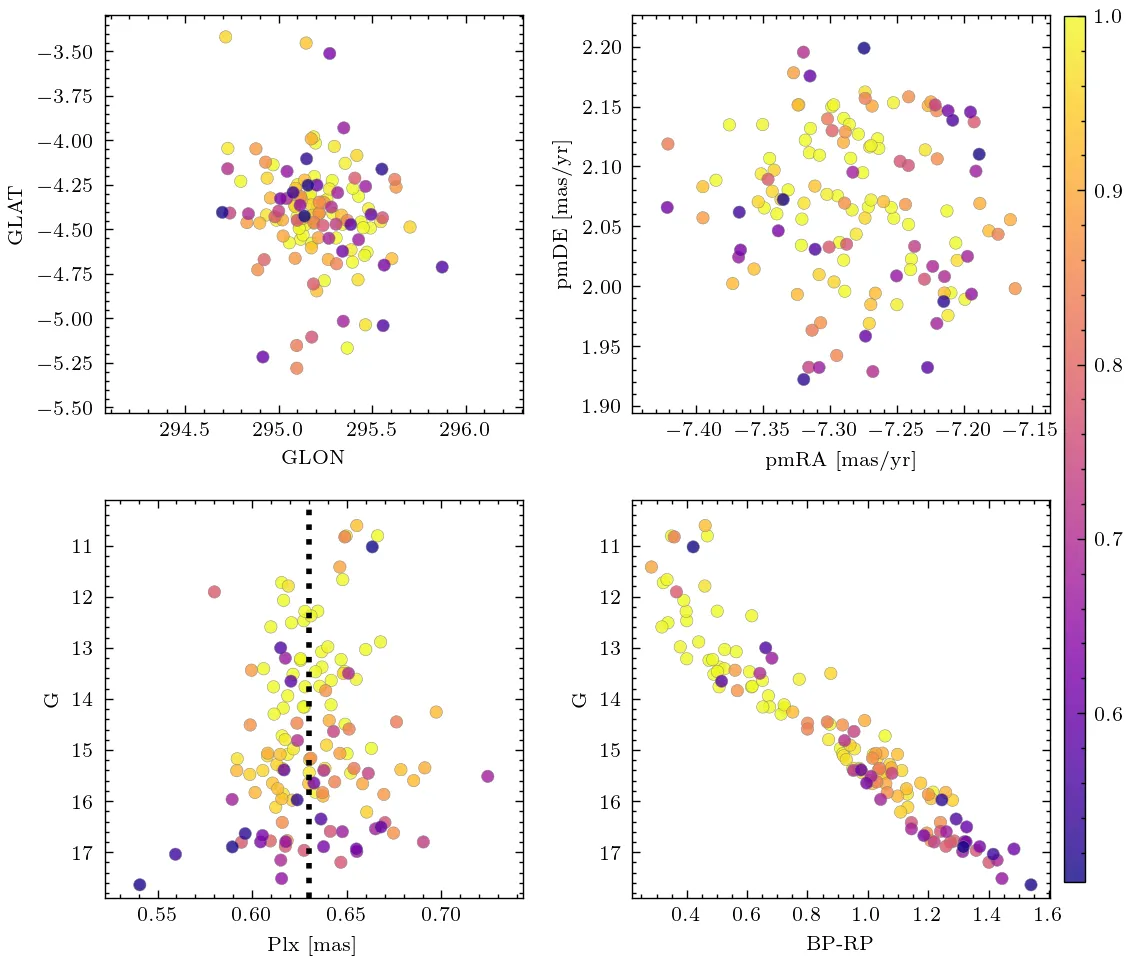 −3.50
−3.75
−4.00
−4.25
−4.50
−4.75
−5.00
−5.25
−5.50
GLAT
294.5 295.0 295.5 296.0
GLON
2.20
2.15
2.10
2.05
2.00
1.95
1.90
pmDE [mas/yr]
−7.40 −7.35 −7.30 −7.25 −7.20 −7.15
pmRA [mas/yr]
1.0
0.9
0.8
0.7
0.6
11
12
13
14
15
16
17
G
0.55 0.60 0.65 0.70
Plx [mas]
11
12
13
14
15
16
17
G
0.4 0.6 0.8 1.0 1.2 1.4 1.6
BP-RP